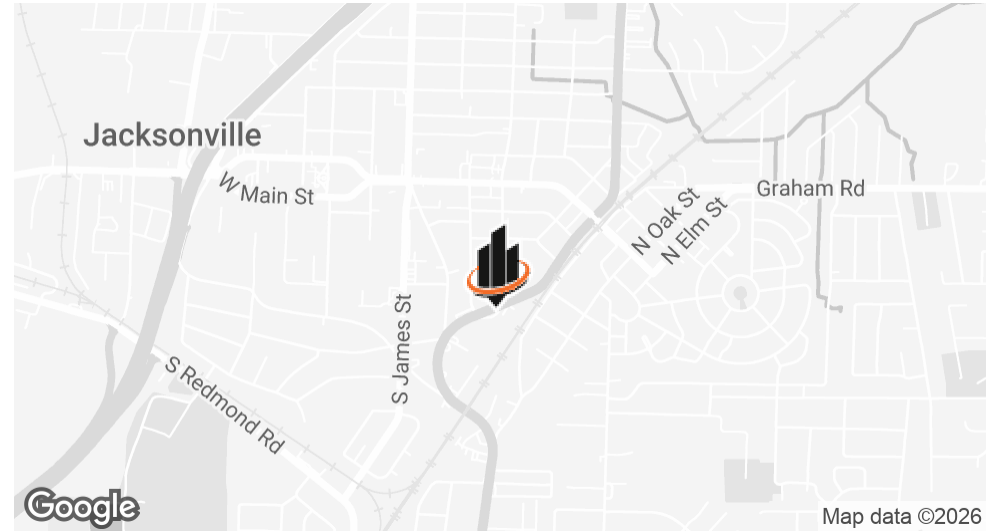 Jacksonville
W Main St
Graham Rd
N Oak St
N Elm St
S James St
S Redmond Rd
Google
Map data ©2026